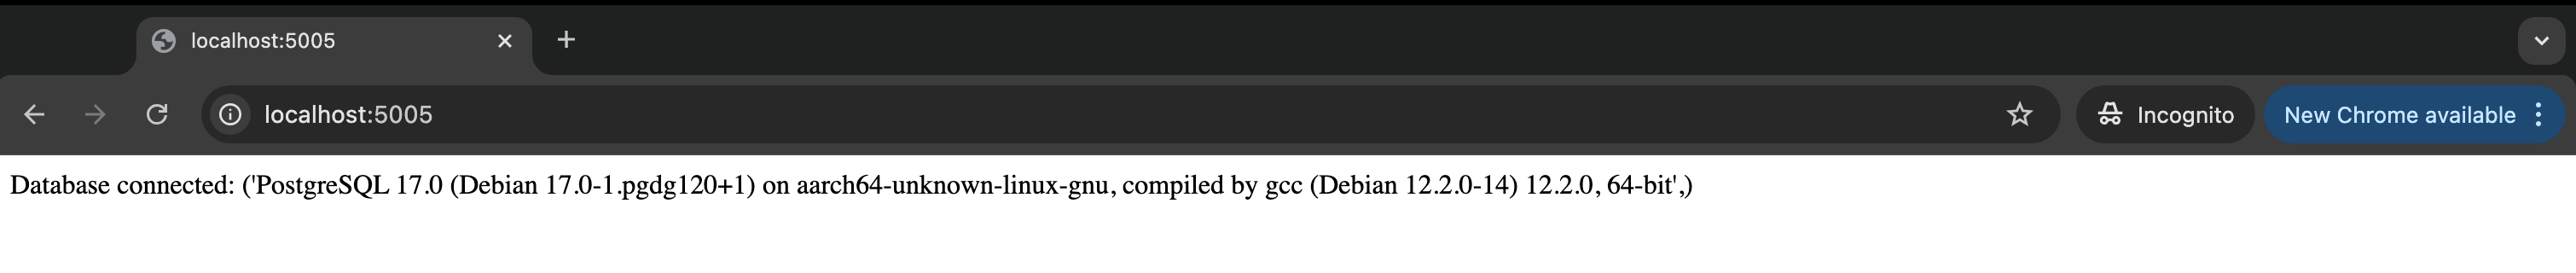 localhost:5005
localhost:5005
Incognito
New Chrome available
Database connected: ('PostgreSQL 17.0 (Debian 17.0-1.pgdg120+1) on aarch64-unknown-linux-gnu, compiled by gcc (Debian 12.2.0-14) 12.2.0, 64-bit',)